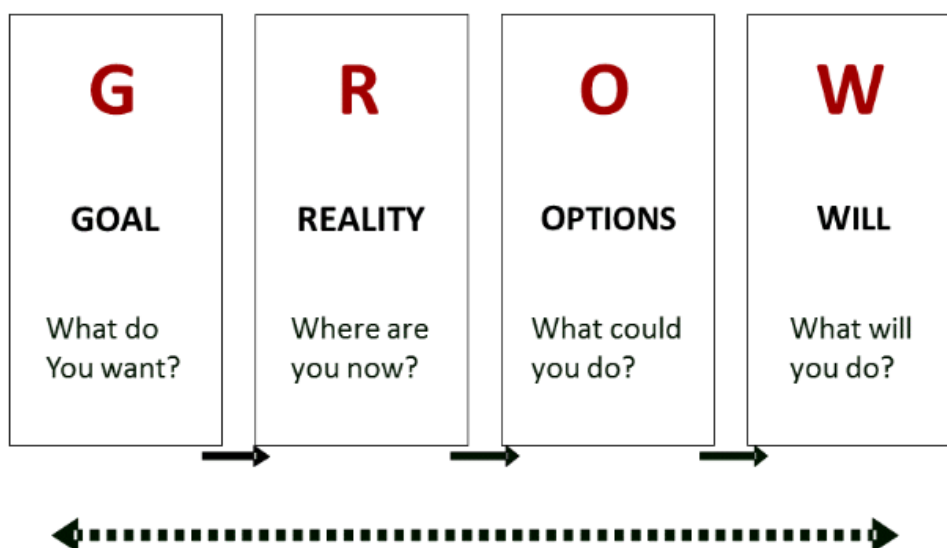 G
GOAL
What do
You want?
R
REALITY
Where are
you now?
O
OPTIONS
What could
you do?
W
WILL
What will
you do?